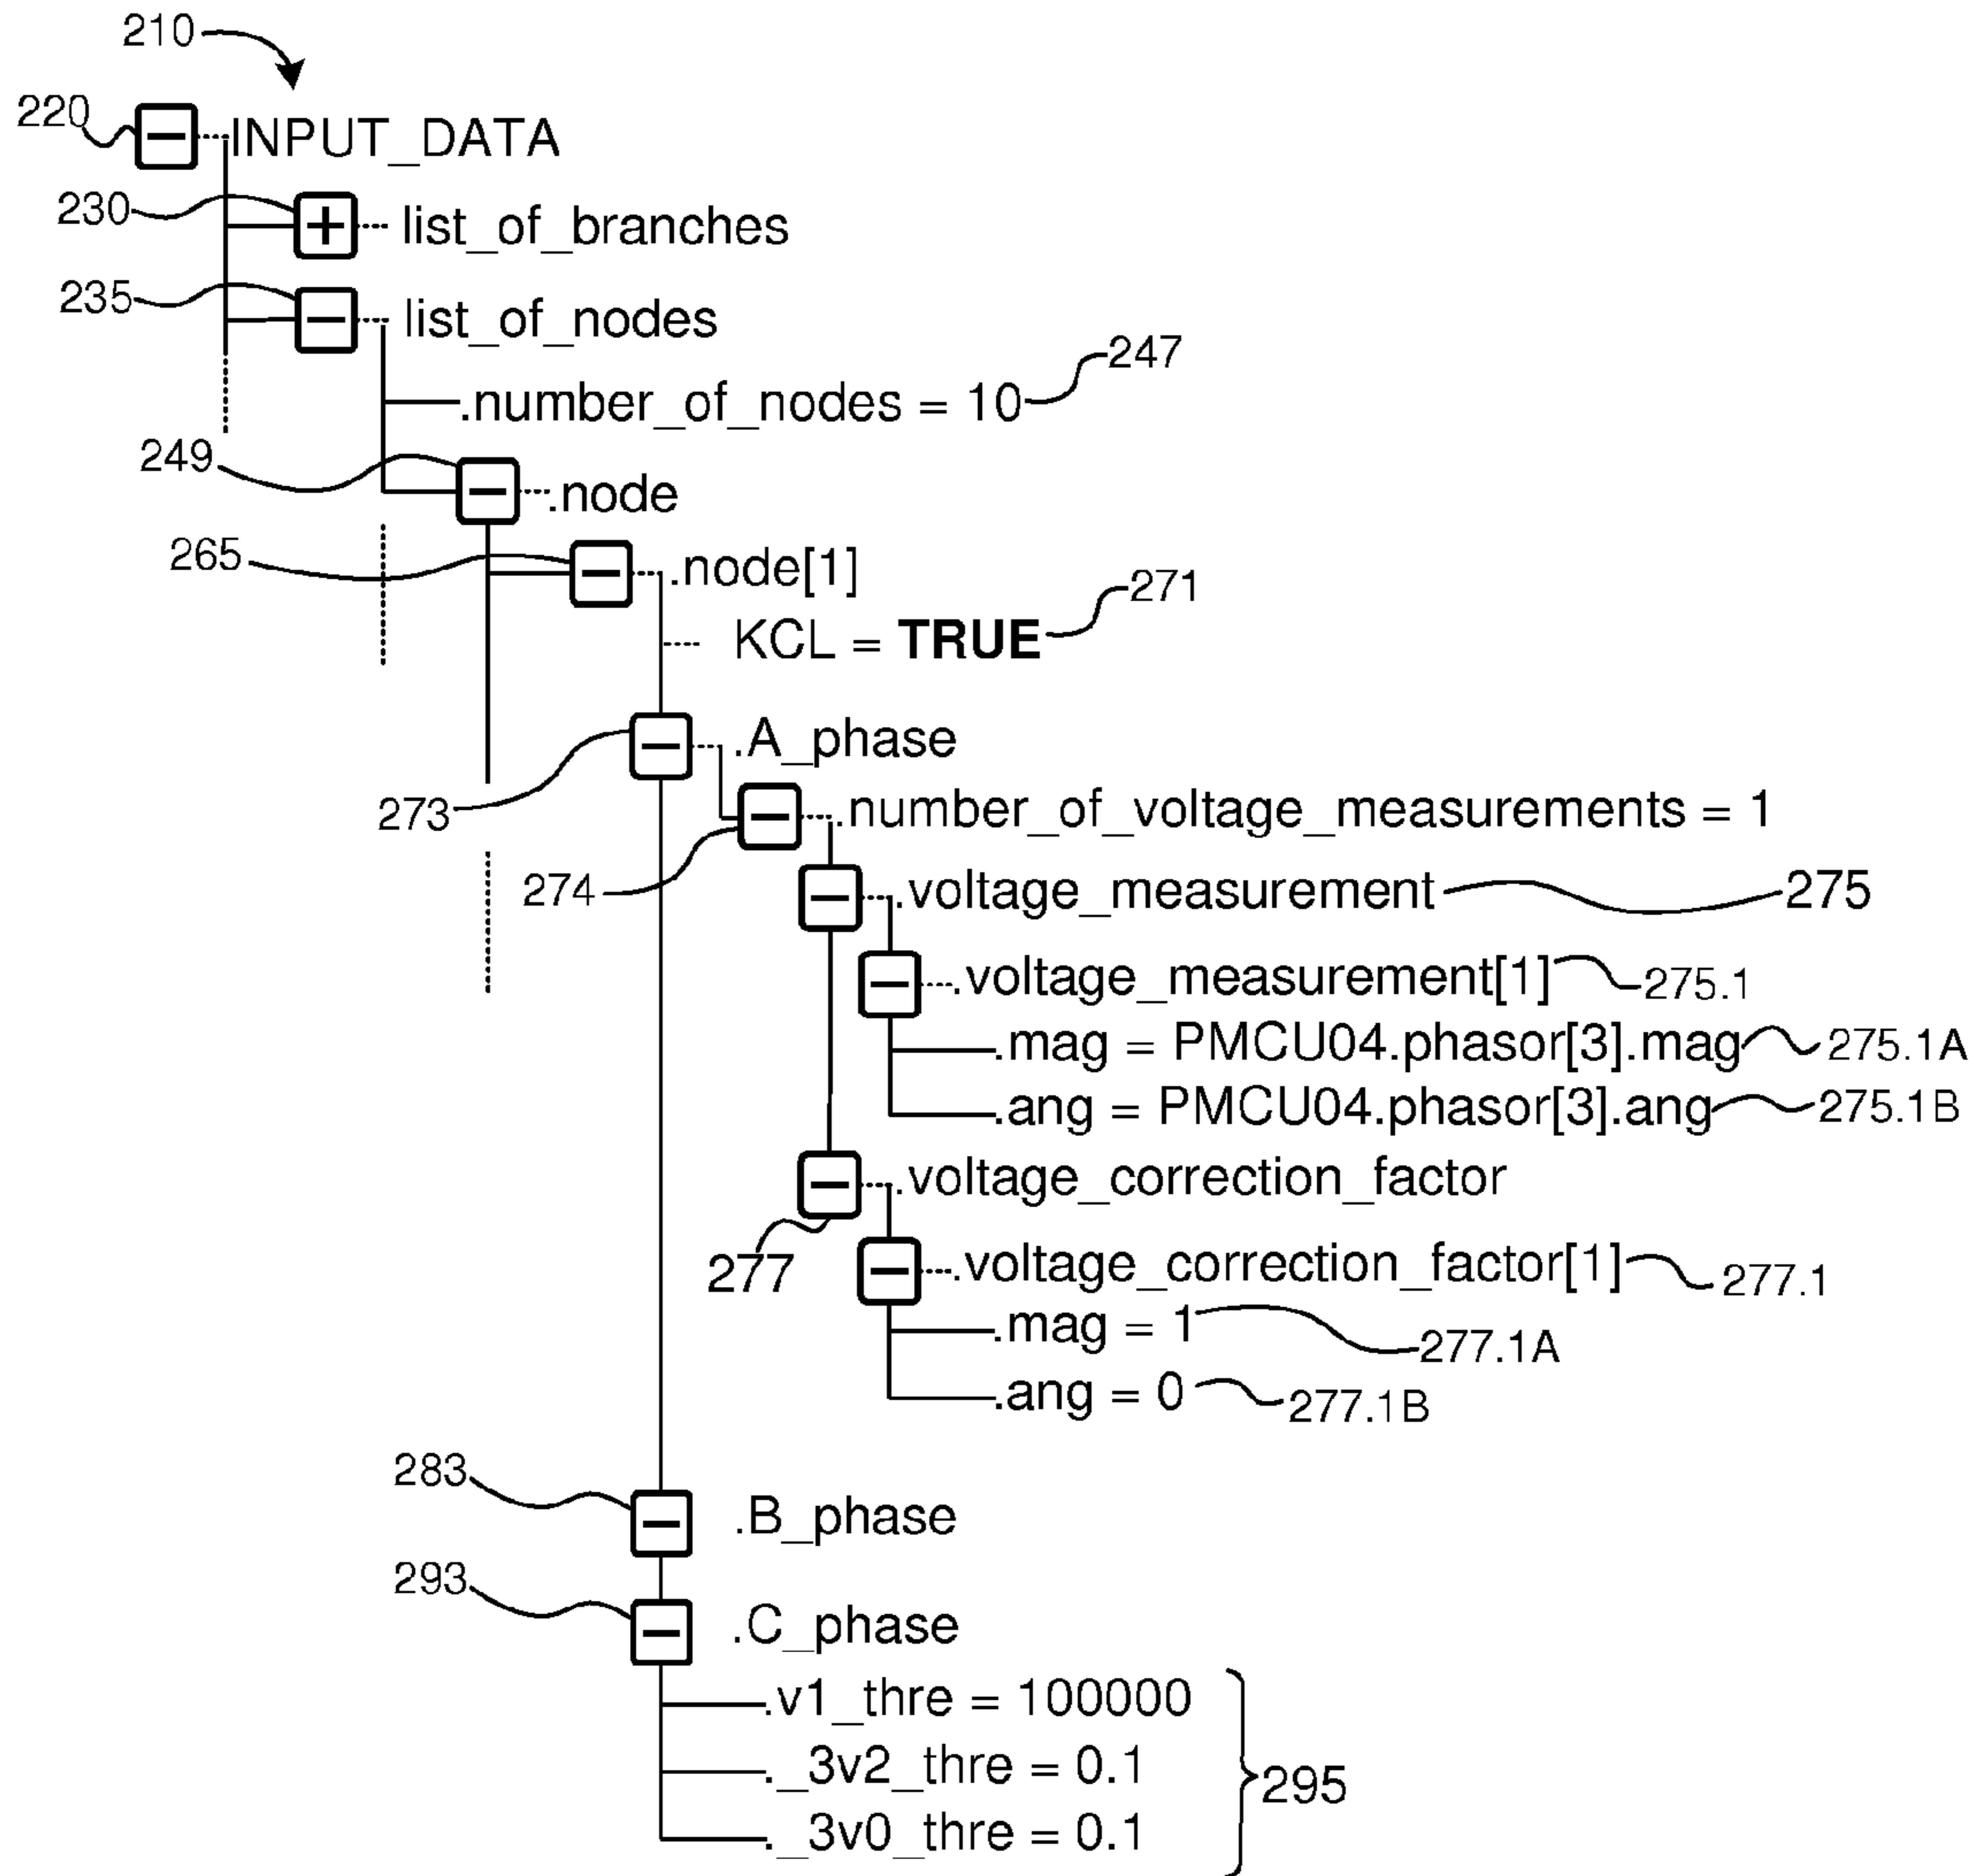 210
220 INPUT_DATA
230 list_of_branches
235 list_of_nodes
.number_of_nodes = 10 247
249 .node
265 .node[1]
KCL = TRUE 271
273 .A_phase
274 .number_of_voltage_measurements = 1
.voltage_measurement 275
.voltage_measurement[1] 275.1
.mag = PMCU04.phasor[3].mag 275.1A
.ang = PMCU04.phasor[3].ang 275.1B
277 .voltage_correction_factor
.voltage_correction_factor[1] 277.1
.mag = 1 277.1A
.ang = 0 277.1B
283 .B_phase
293 .C_phase
.v1_thre = 100000
._3v2_thre = 0.1 295
._3v0_thre = 0.1